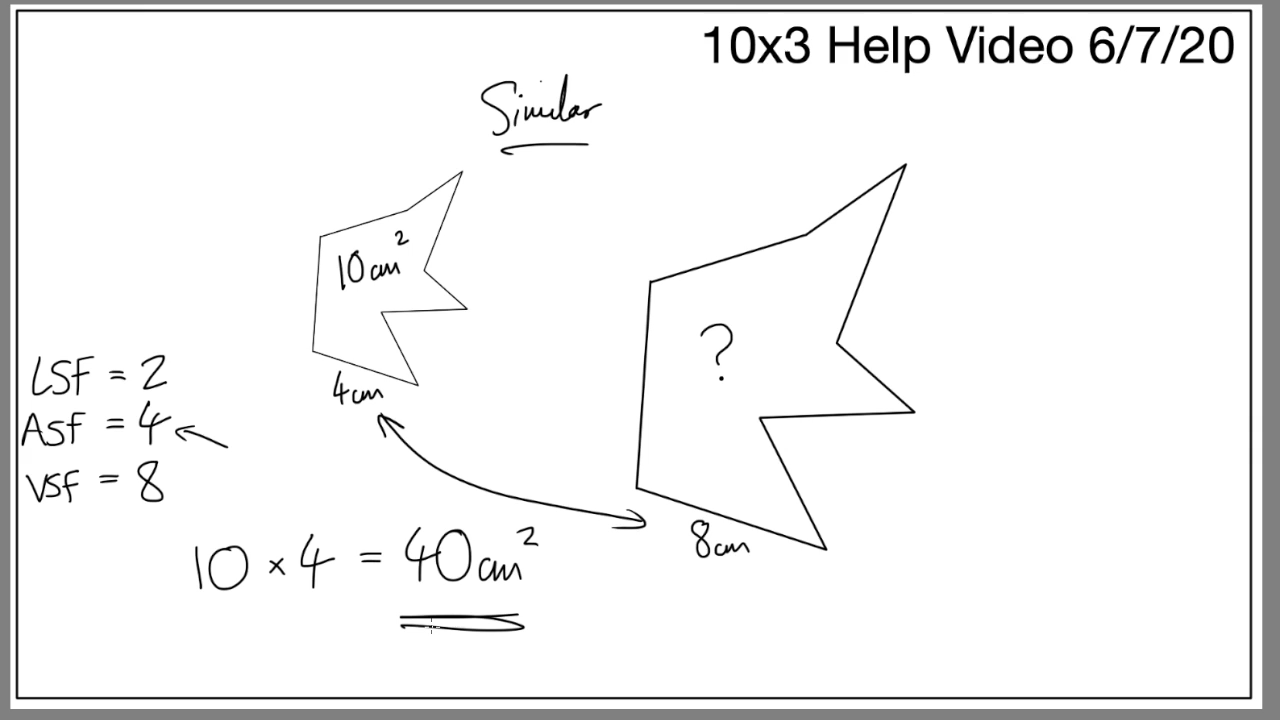 10x3 Help Video 6/7/20
Similar
10cm²
?
4cm
LSF = 2
ASF = 4
VSF = 8
8cm
10 × 4 = 40cm²